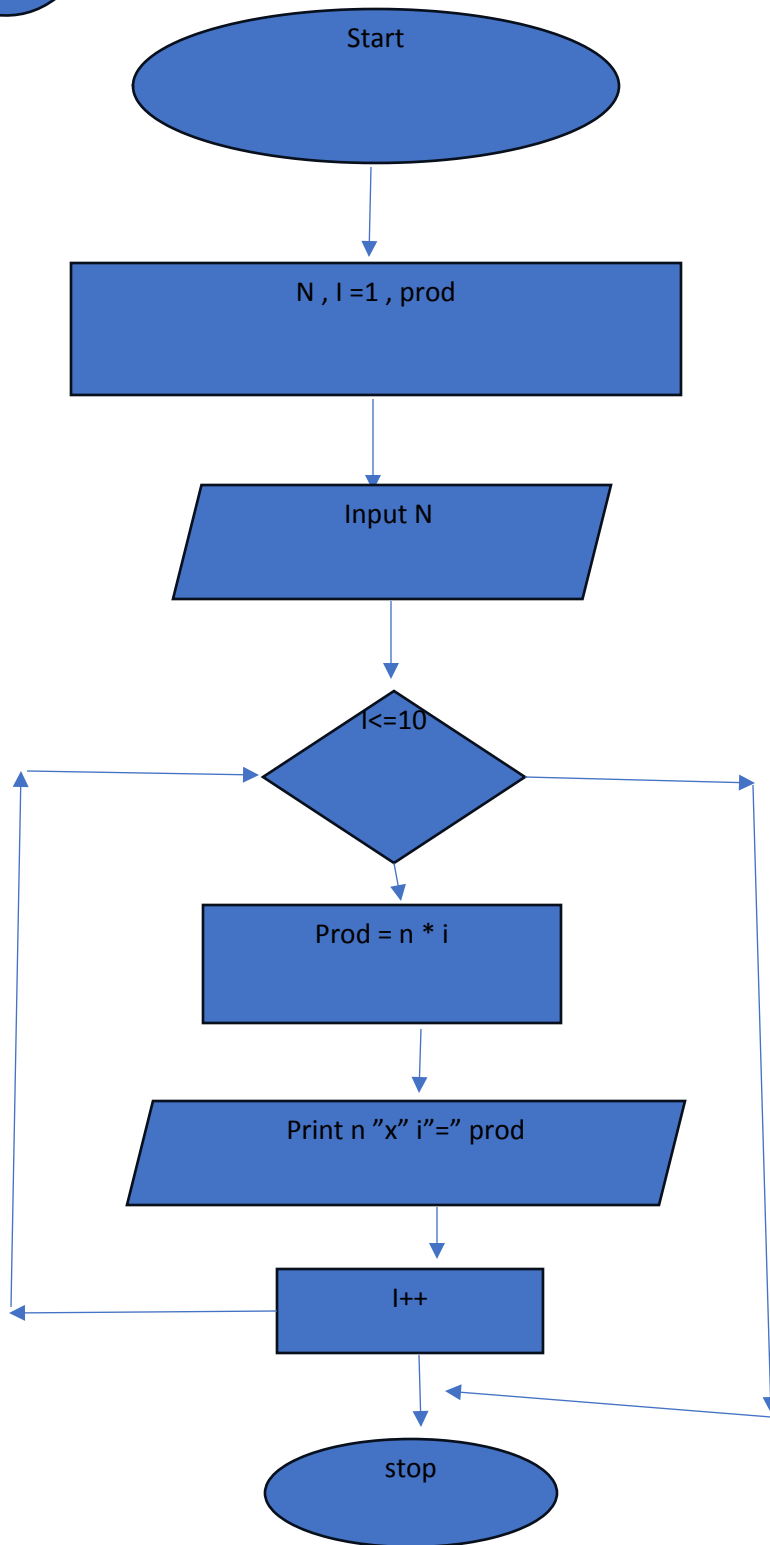 Start
N , I =1 , prod
Input N
I<=10
Prod = n * i
Print n ”x” i”=” prod
I++
stop